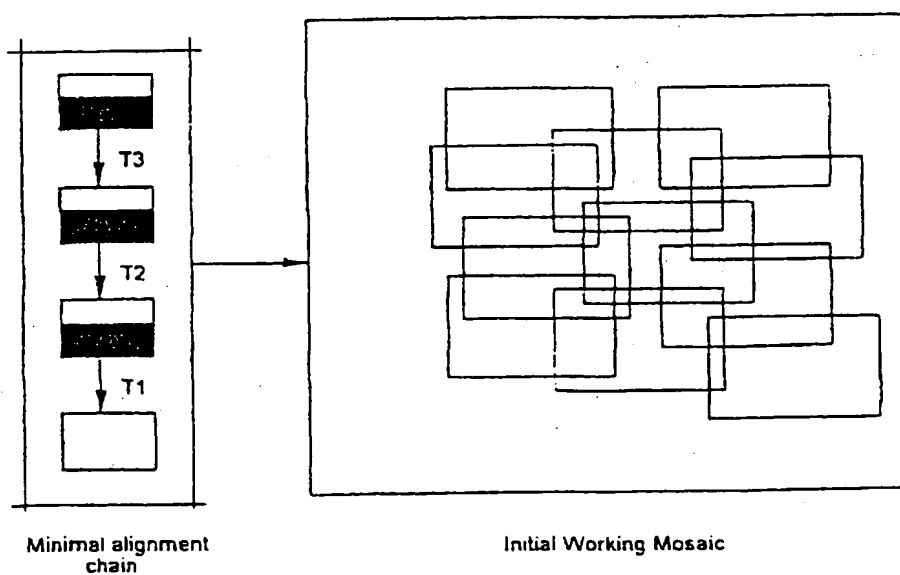 T3
T2
T1
Minimal alignment
chain
Initial Working Mosaic